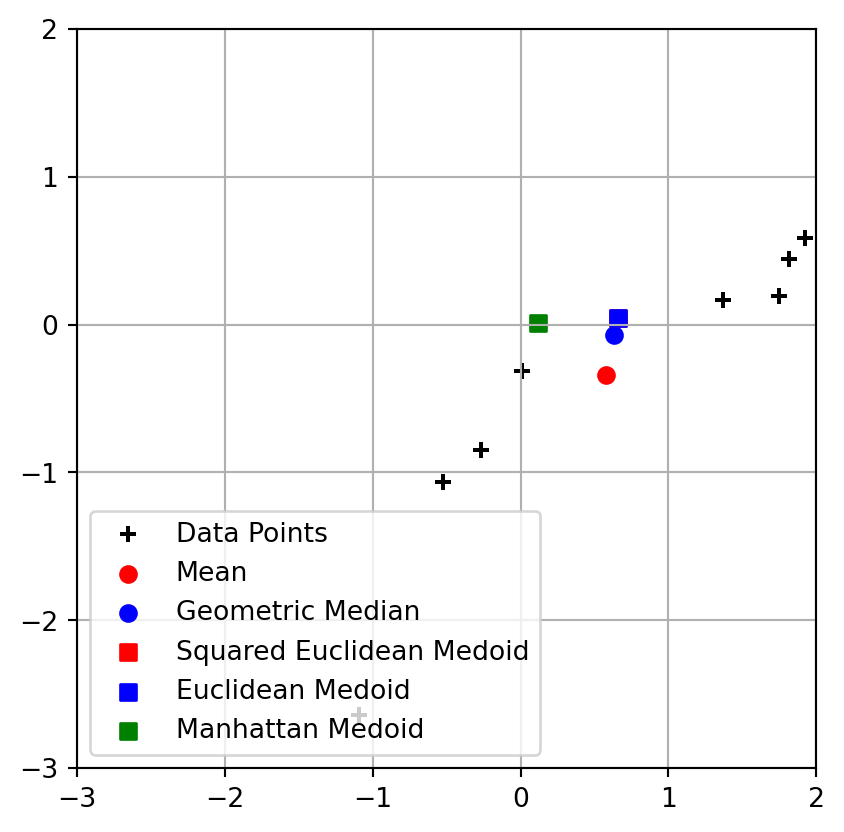 2
1
0
−1
−2
−3
Data Points
Mean
Geometric Median
Squared Euclidean Medoid
Euclidean Medoid
Manhattan Medoid
−3 −2 −1 0 1 2